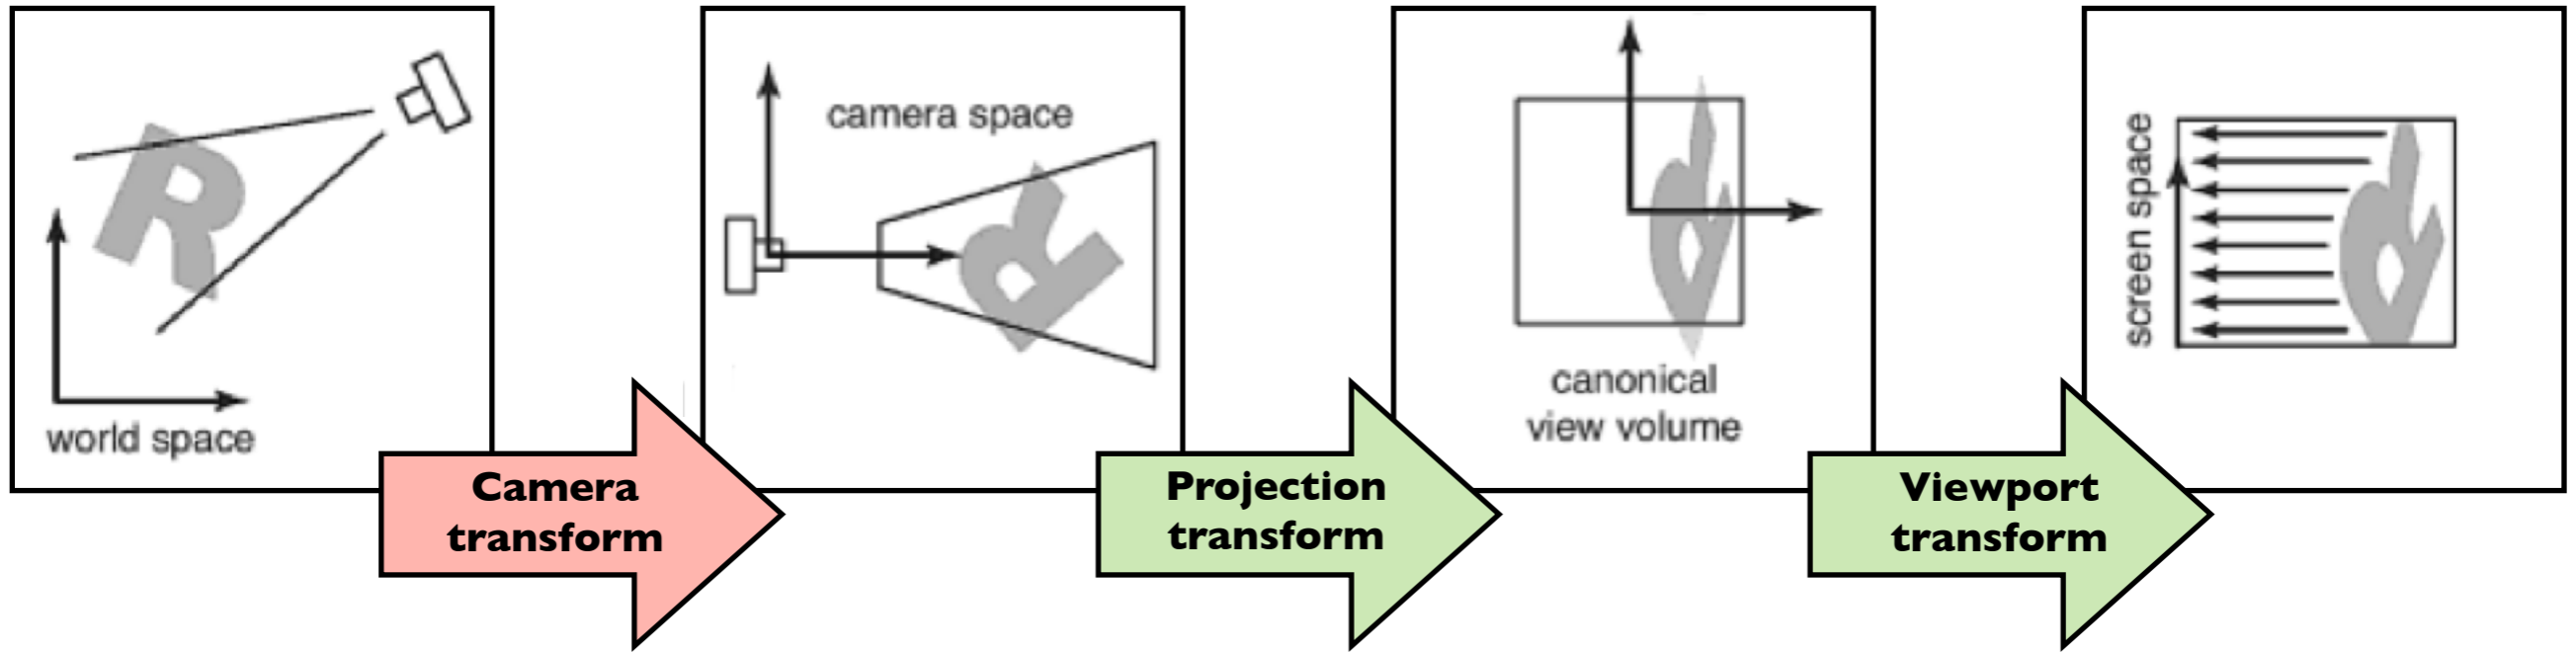 world space
camera space
canonical
view volume
screen space
Camera
transform
Projection
transform
Viewport
transform